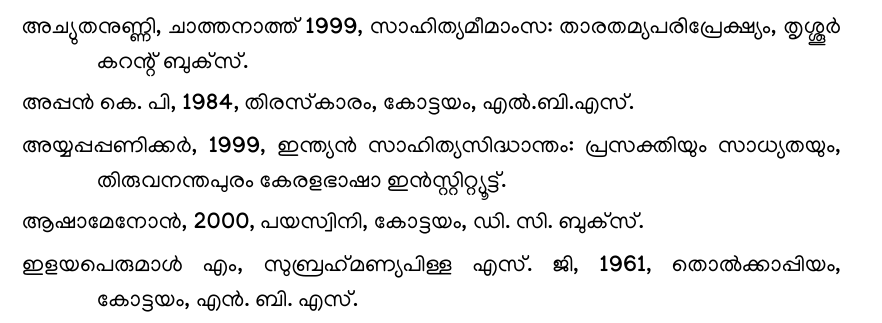 അച്യുതനുണ്ണി, ചാത്തനാത്ത് 1999, സാഹിത്യമീമാംസ: താരതമ്യപരിപ്രേക്ഷ്യം, തൃശ്ശൂർ
കറന്റ് ബുക്സ്.
അപ്പൻ കെ. പി, 1984, തിരസ്കാരം, കോട്ടയം, എൽ.ബി.എസ്.
അയ്യപ്പപ്പണിക്കർ, 1999, ഇന്ത്യൻ സാഹിത്യസിദ്ധാന്തം: പ്രസക്തിയും സാധ്യതയും,
തിരുവനന്തപുരം കേരളഭാഷാ ഇൻസ്റ്റിറ്റ്യൂട്ട്.
ആഷാമേനോൻ, 2000, പയസ്വിനി, കോട്ടയം, ഡി. സി. ബുക്സ്.
ഇളയപെരുമാൾ എം, സുബ്രഹ്മണ്യപിള്ള എസ്. ജി, 1961, തൊൽക്കാപ്പിയം,
കോട്ടയം, എൻ. ബി. എസ്.